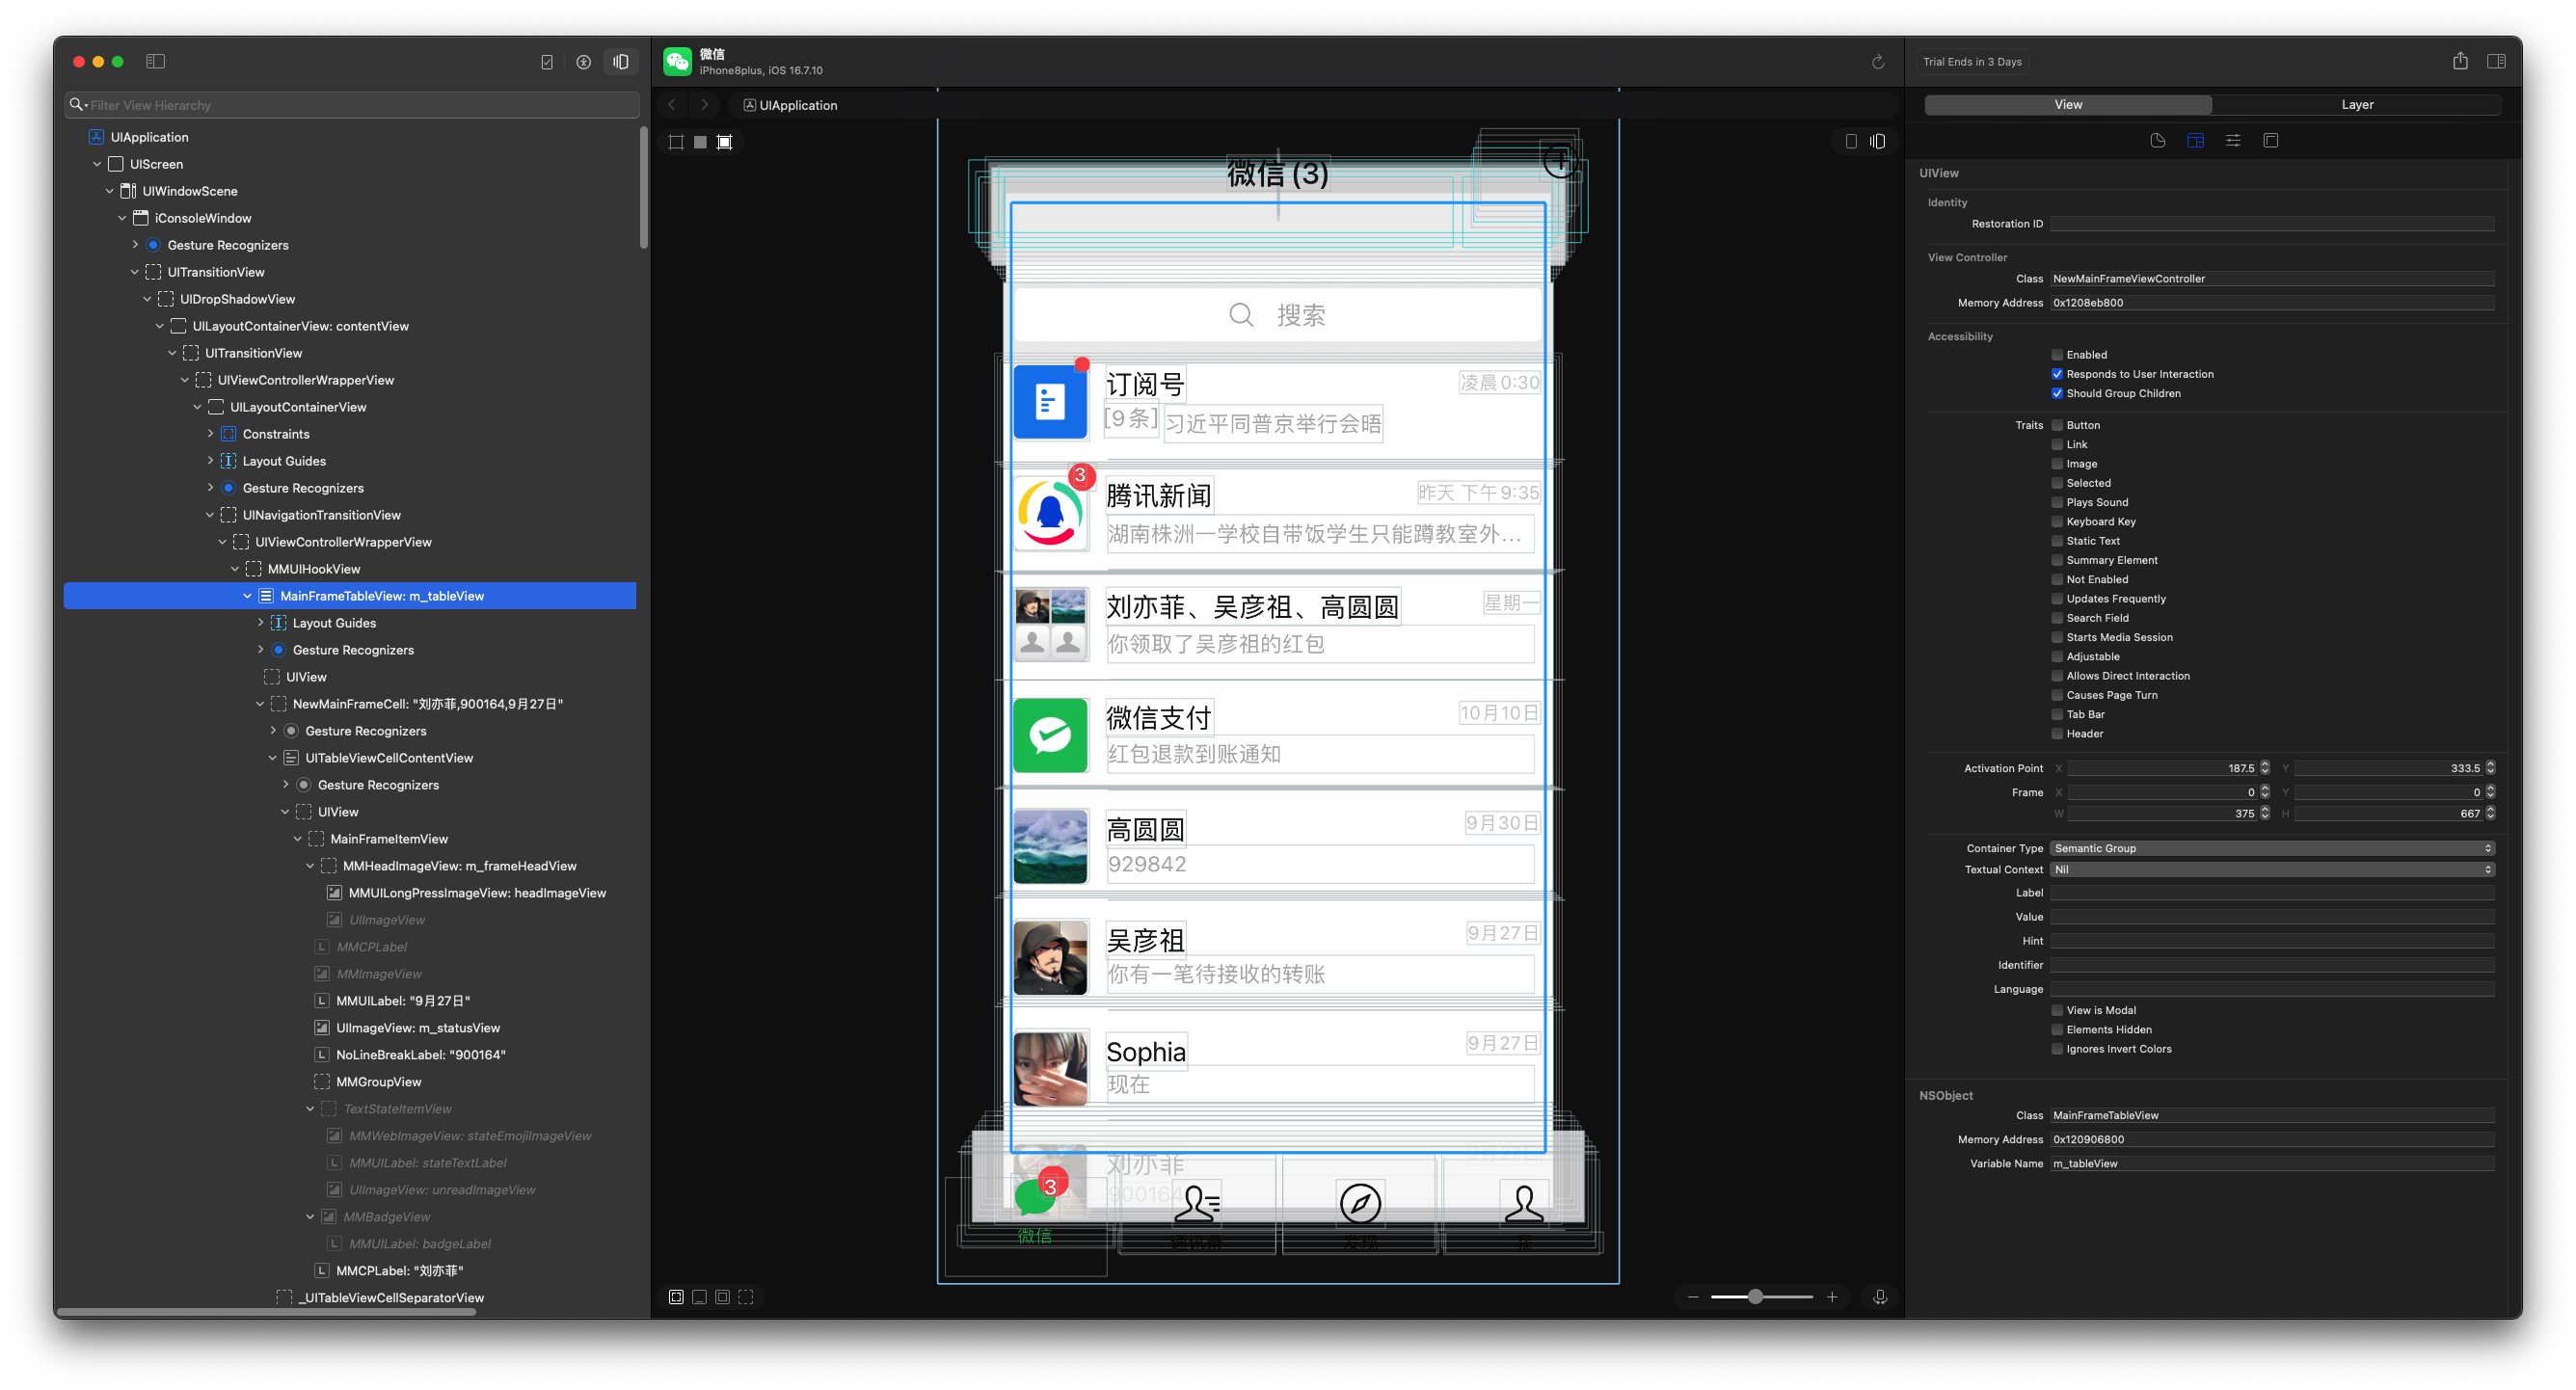 微信
iPhone8plus, iOS 16.7.10
Trial Ends in 3 Days
Filter View Hierarchy
UIApplication
UIScreen
UIWindowScene
iConsoleWindow
Gesture Recognizers
UITransitionView
UIDropShadowView
UILayoutContainerView: contentView
UITransitionView
UIViewControllerWrapperView
UILayoutContainerView
Constraints
Layout Guides
Gesture Recognizers
UINavigationTransitionView
UIViewControllerWrapperView
MMUIHookView
MainFrameTableView: m_tableView
Layout Guides
Gesture Recognizers
UIView
NewMainFrameCell: "刘亦菲,900164,9月27日"
Gesture Recognizers
UITableViewCellContentView
Gesture Recognizers
UIView
MainFrameItemView
MMHeadImageView: m_frameHeadView
MMUILongPressImageView: headImageView
UIImageView
MMCPLabel
MMImageView
MMUILabel: "9月27日"
UIImageView: m_statusView
NoLineBreakLabel: "900164"
MMGroupView
TextStateItemView
MMWebImageView: stateEmojiImageView
MMUILabel: stateTextLabel
UIImageView: unreadImageView
MMBadgeView
MMUILabel: badgeLabel
MMCPLabel: "刘亦菲"
_UITableViewCellSeparatorView
UIApplication
微信 (3)
搜索
订阅号
凌晨 0:30
[9 条] 习近平同普京举行会晤
3
腾讯新闻
昨天 下午 9:35
湖南株洲一学校自带饭学生只能蹲教室外...
刘亦菲、吴彦祖、高圆圆
星期一
你领取了吴彦祖的红包
微信支付
10月10日
红包退款到账通知
高圆圆
9月30日
929842
吴彦祖
9月27日
你有一笔待接收的转账
Sophia
9月27日
现在
刘亦菲
9月27日
900164
3
微信
通讯录
发现
我
View
Layer
UIView
Identity
Restoration ID
View Controller
Class NewMainFrameViewController
Memory Address 0x1208eb800
Accessibility
Enabled
Responds to User Interaction
Should Group Children
Traits Button
Link
Image
Selected
Plays Sound
Keyboard Key
Static Text
Summary Element
Not Enabled
Updates Frequently
Search Field
Starts Media Session
Adjustable
Allows Direct Interaction
Causes Page Turn
Tab Bar
Header
Activation Point X 187.5 Y 333.5
Frame X 0 Y 0
W 375 H 667
Container Type Semantic Group
Textual Context Nil
Label
Value
Hint
Identifier
Language
View is Modal
Elements Hidden
Ignores Invert Colors
NSObject
Class MainFrameTableView
Memory Address 0x120906800
Variable Name m_tableView